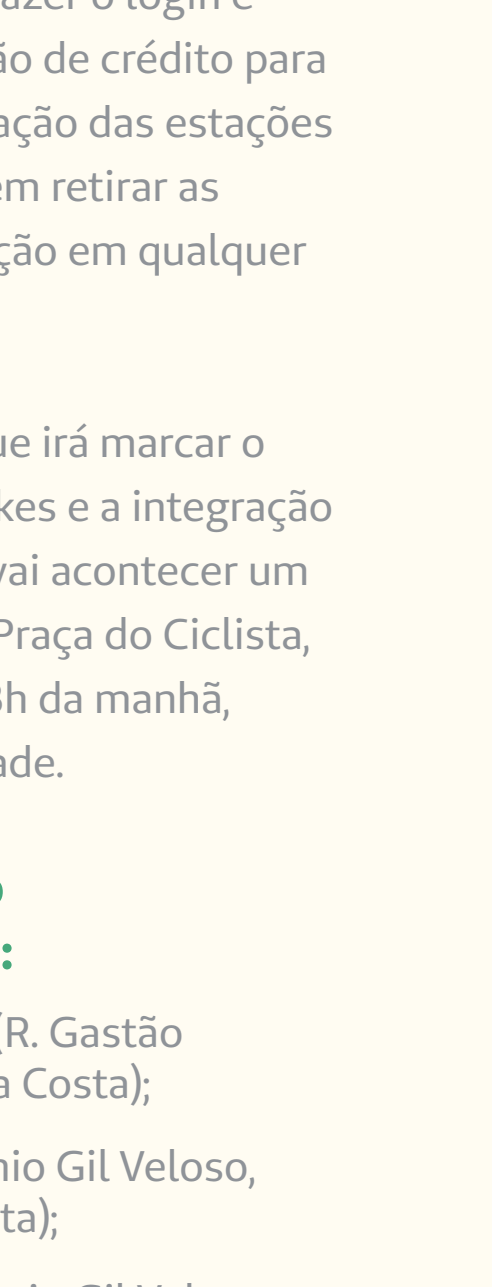 azer o login e
ão de crédito para
ação das estações
em retirar as
ção em qualquer
ue irá marcar o
kes e a integração
vai acontecer um
Praça do Ciclista,
h da manhã,
ade.
:
(R. Gastão
a Costa);
nio Gil Veloso,
ta);